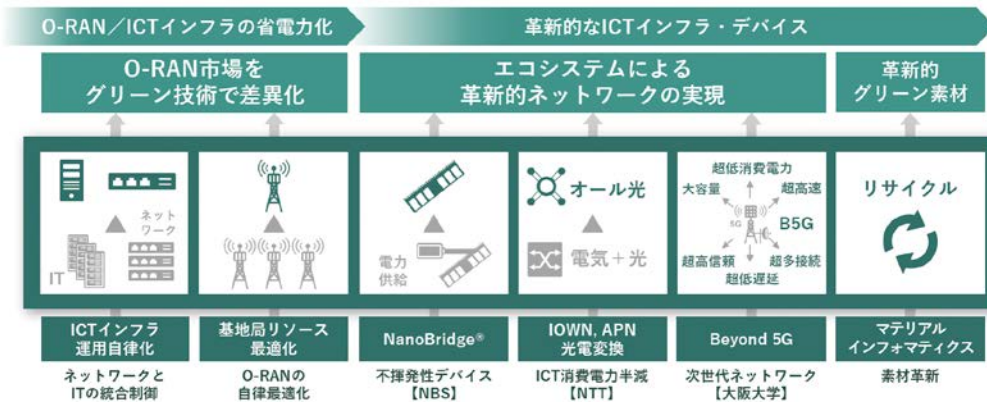 O-RAN／ICTインフラの省電力化
革新的なICTインフラ・デバイス
O-RAN市場を
グリーン技術で差異化
エコシステムによる
革新的ネットワークの実現
革新的
グリーン素材
ネット
ワーク
IT
電力
供給
オール光
電気＋光
超低消費電力
大容量
超高速
5G
B5G
超高信頼
超多接続
超低遅延
リサイクル
ICTインフラ
運用自律化
基地局リソース
最適化
NanoBridge®
IOWN, APN
光電変換
Beyond 5G
マテリアル
インフォマティクス
ネットワークと
ITの統合制御
O-RANの
自律最適化
不揮発性デバイス
【NBS】
ICT消費電力半減
【NTT】
次世代ネットワーク
【大阪大学】
素材革新